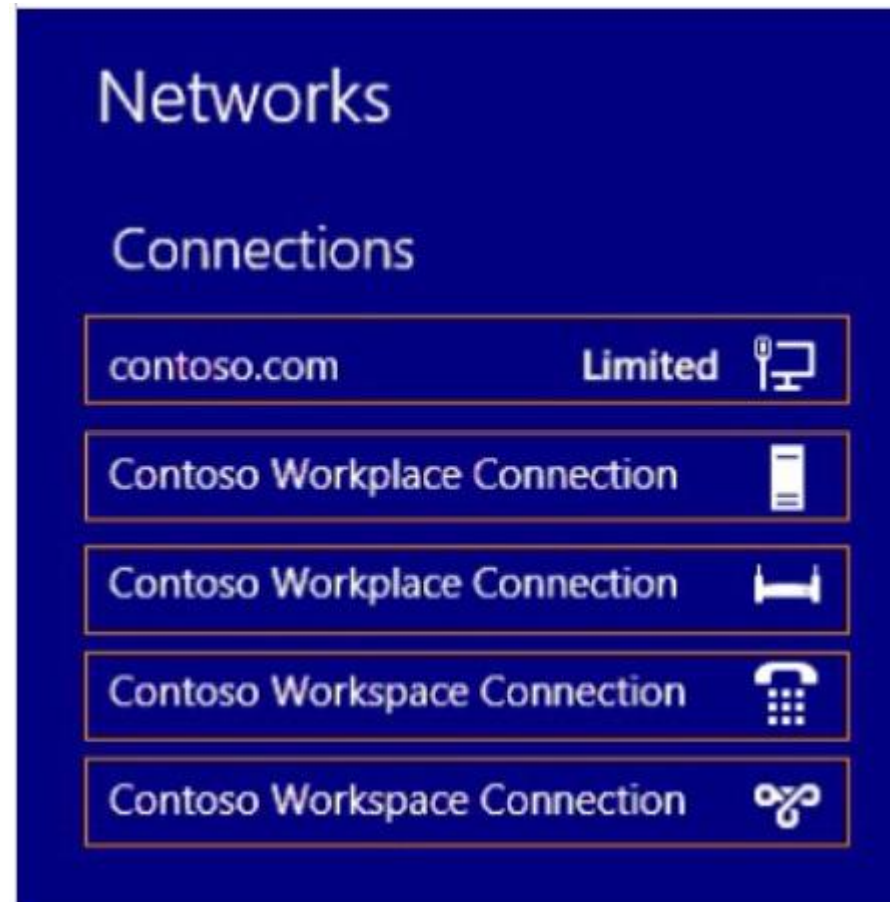 Networks
Connections
contoso.com Limited
Contoso Workplace Connection
Contoso Workplace Connection
Contoso Workspace Connection
Contoso Workspace Connection